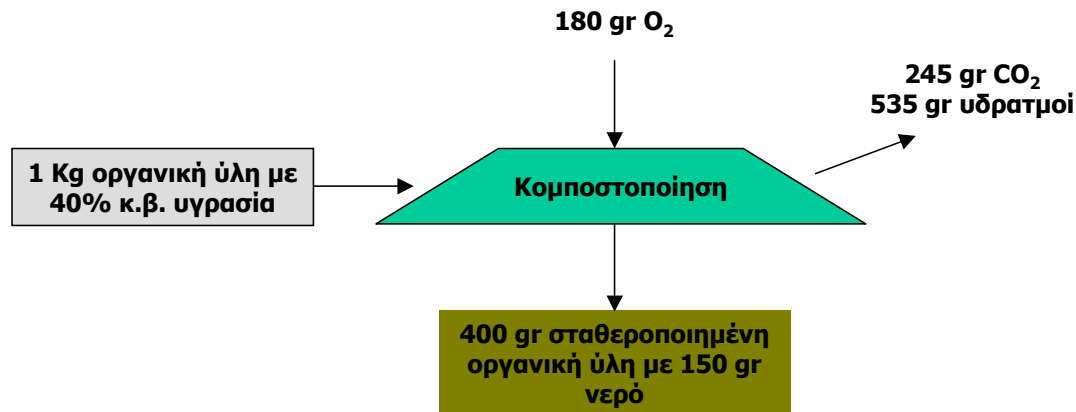 180 gr O₂
245 gr CO₂
535 gr υδρατμοί
1 Kg οργανική ύλη με
40% κ.β. υγρασία
Κομποστοποίηση
400 gr σταθεροποιημένη
οργανική ύλη με 150 gr
νερό